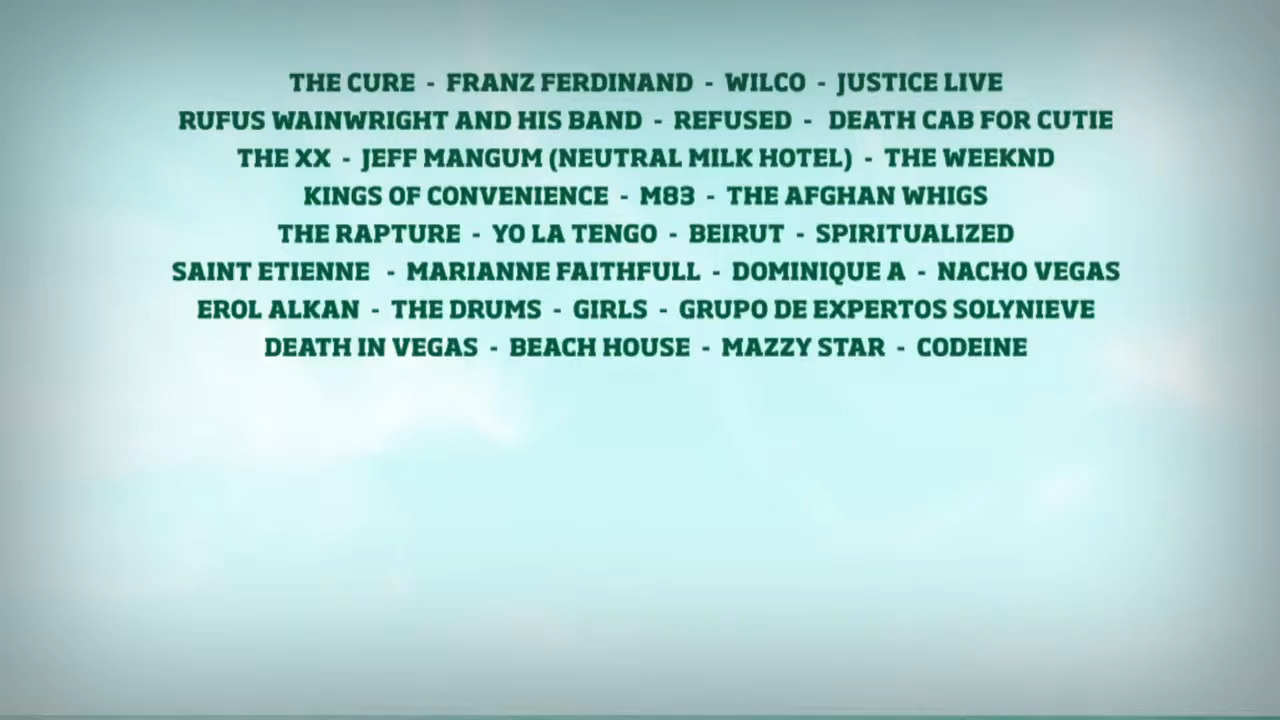 THE CURE - FRANZ FERDINAND - WILCO - JUSTICE LIVE
RUFUS WAINWRIGHT AND HIS BAND - REFUSED - DEATH CAB FOR CUTIE
THE XX - JEFF MANGUM (NEUTRAL MILK HOTEL) - THE WEEKND
KINGS OF CONVENIENCE - M83 - THE AFGHAN WHIGS
THE RAPTURE - YO LA TENGO - BEIRUT - SPIRITUALIZED
SAINT ETIENNE - MARIANNE FAITHFULL - DOMINIQUE A - NACHO VEGAS
EROL ALKAN - THE DRUMS - GIRLS - GRUPO DE EXPERTOS SOLYNIEVE
DEATH IN VEGAS - BEACH HOUSE - MAZZY STAR - CODEINE